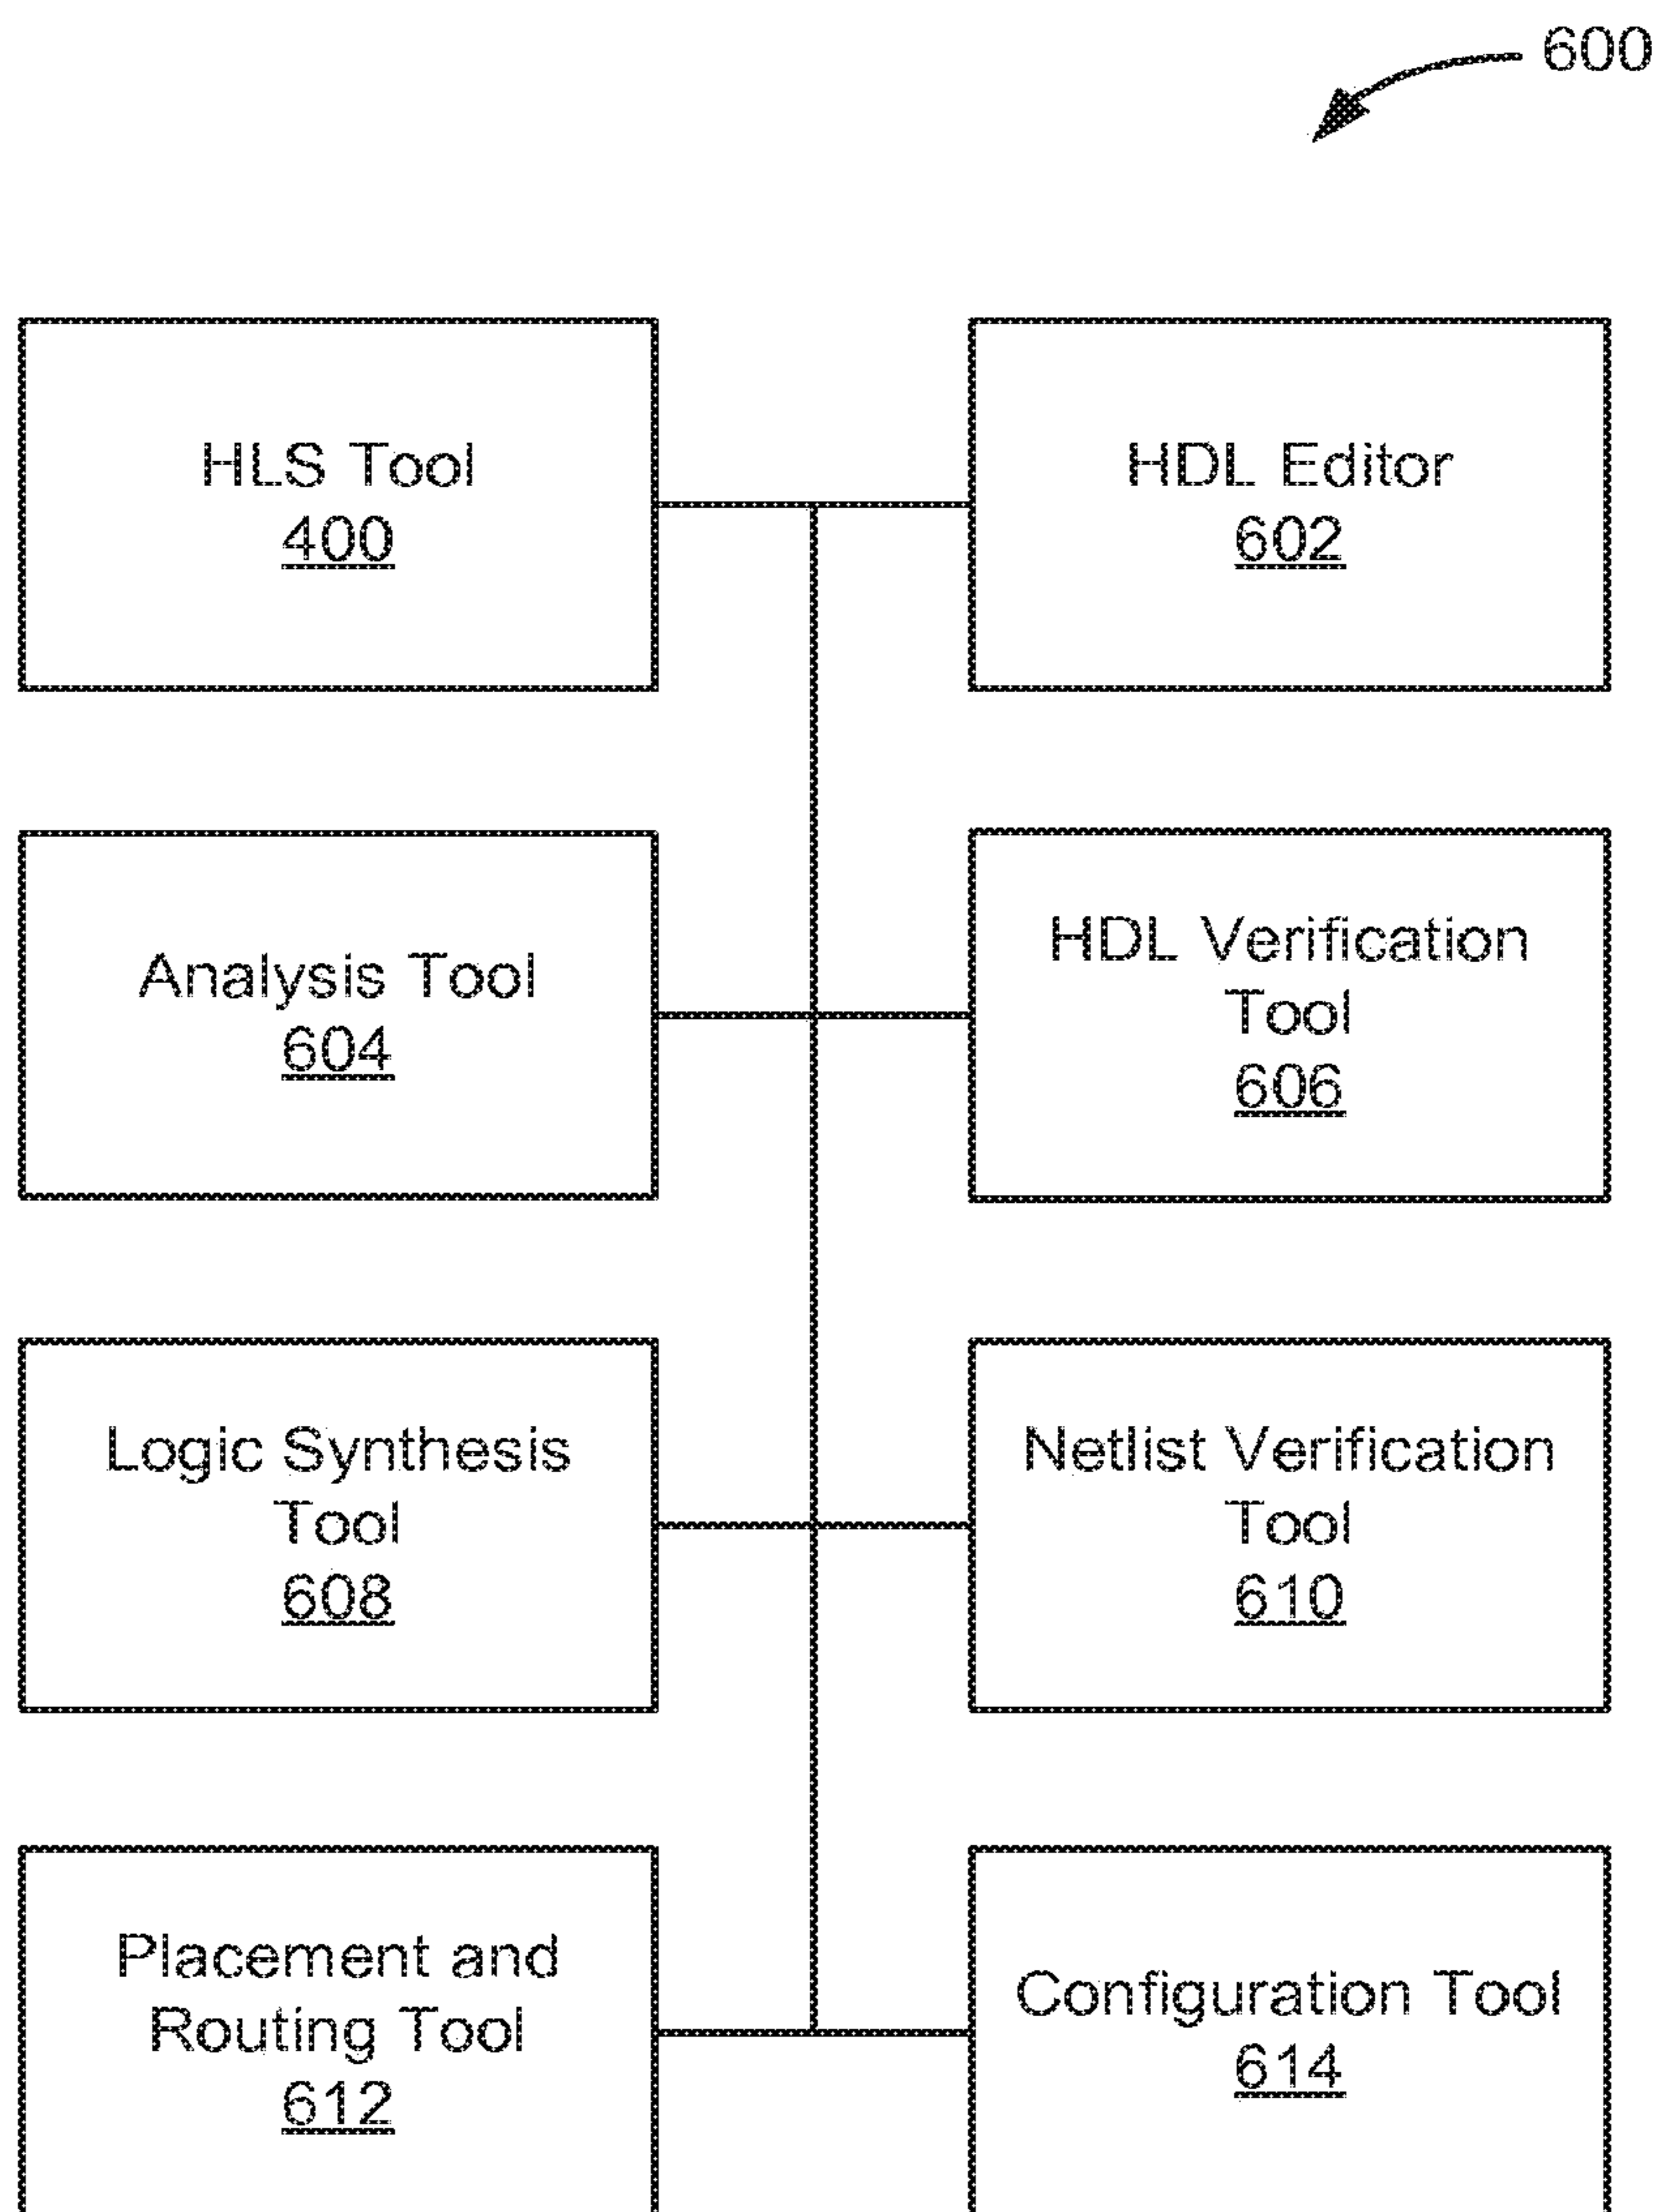 600
HLS Tool
400
HDL Editor
602
Analysis Tool
604
HDL Verification
Tool
606
Logic Synthesis
Tool
608
Netlist Verification
Tool
610
Placement and
Routing Tool
612
Configuration Tool
614